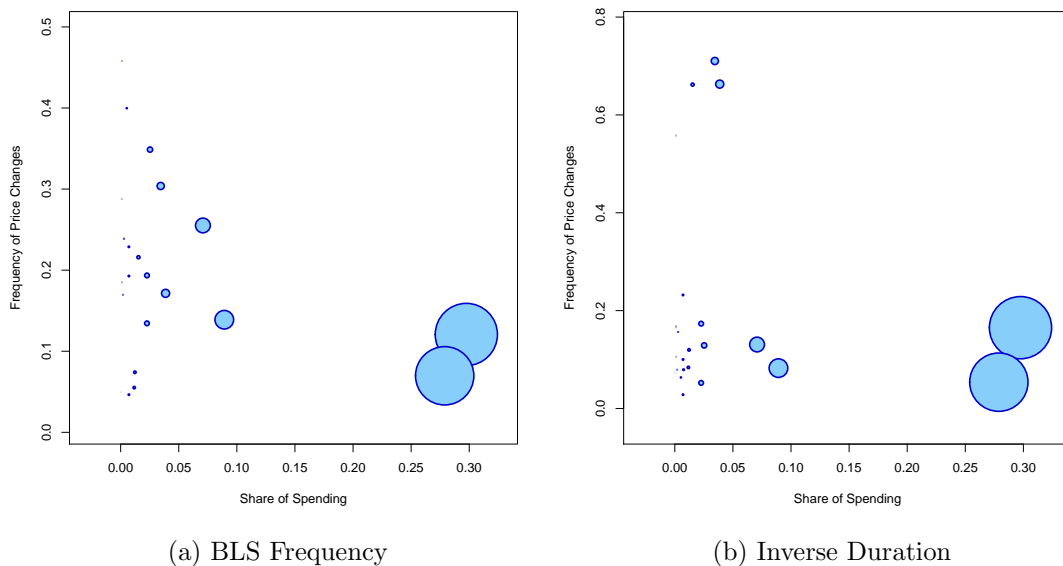 0.5
0.4
0.3
0.2
0.1
0.0
Frequency of Price Changes
0.00 0.05 0.10 0.15 0.20 0.25 0.30
Share of Spending
(a) BLS Frequency
0.8
0.6
0.4
0.2
0.0
Frequency of Price Changes
0.00 0.05 0.10 0.15 0.20 0.25 0.30
Share of Spending
(b) Inverse Duration